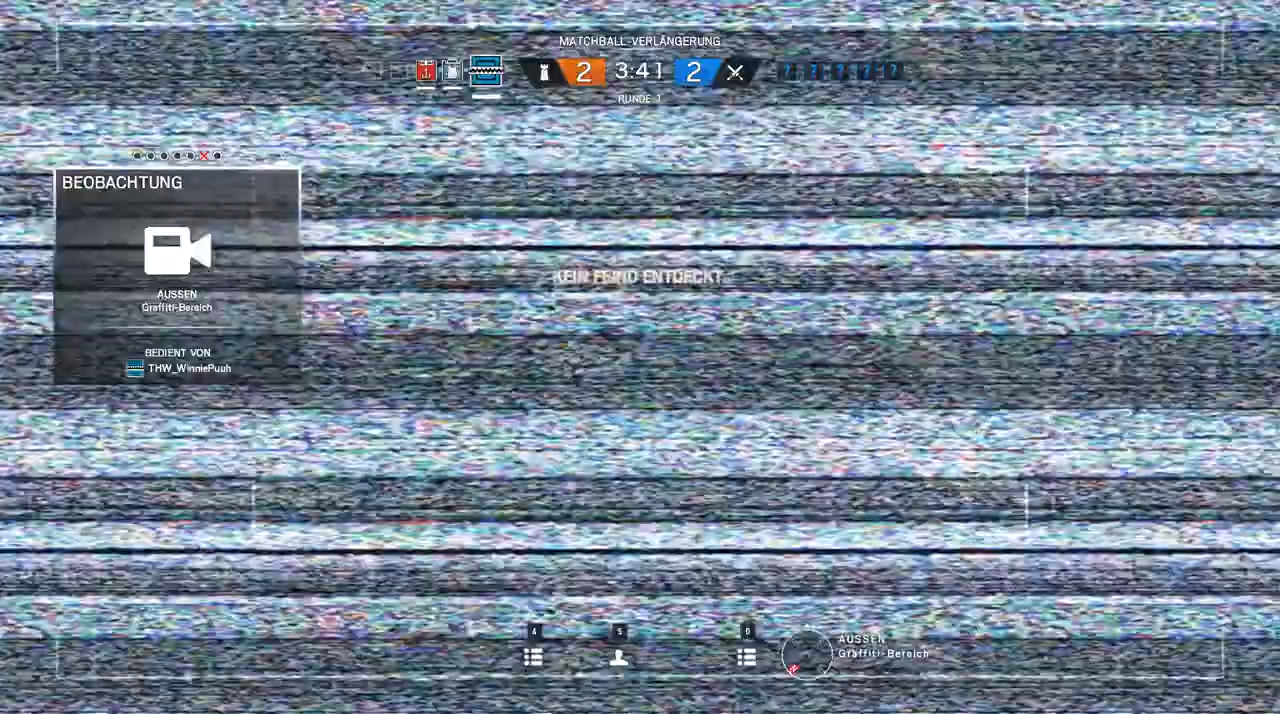 MATCHBALL-VERLÄNGERUNG
2 3:41 2
? ? ? ? ?
RUNDE 1
BEOBACHTUNG
AUSSEN
Graffiti-Bereich
BEDIENT VON
THW_WinniePuuh
KEIN FEIND ENTDECKT
A S D
AUSSEN
Graffiti-Bereich
N